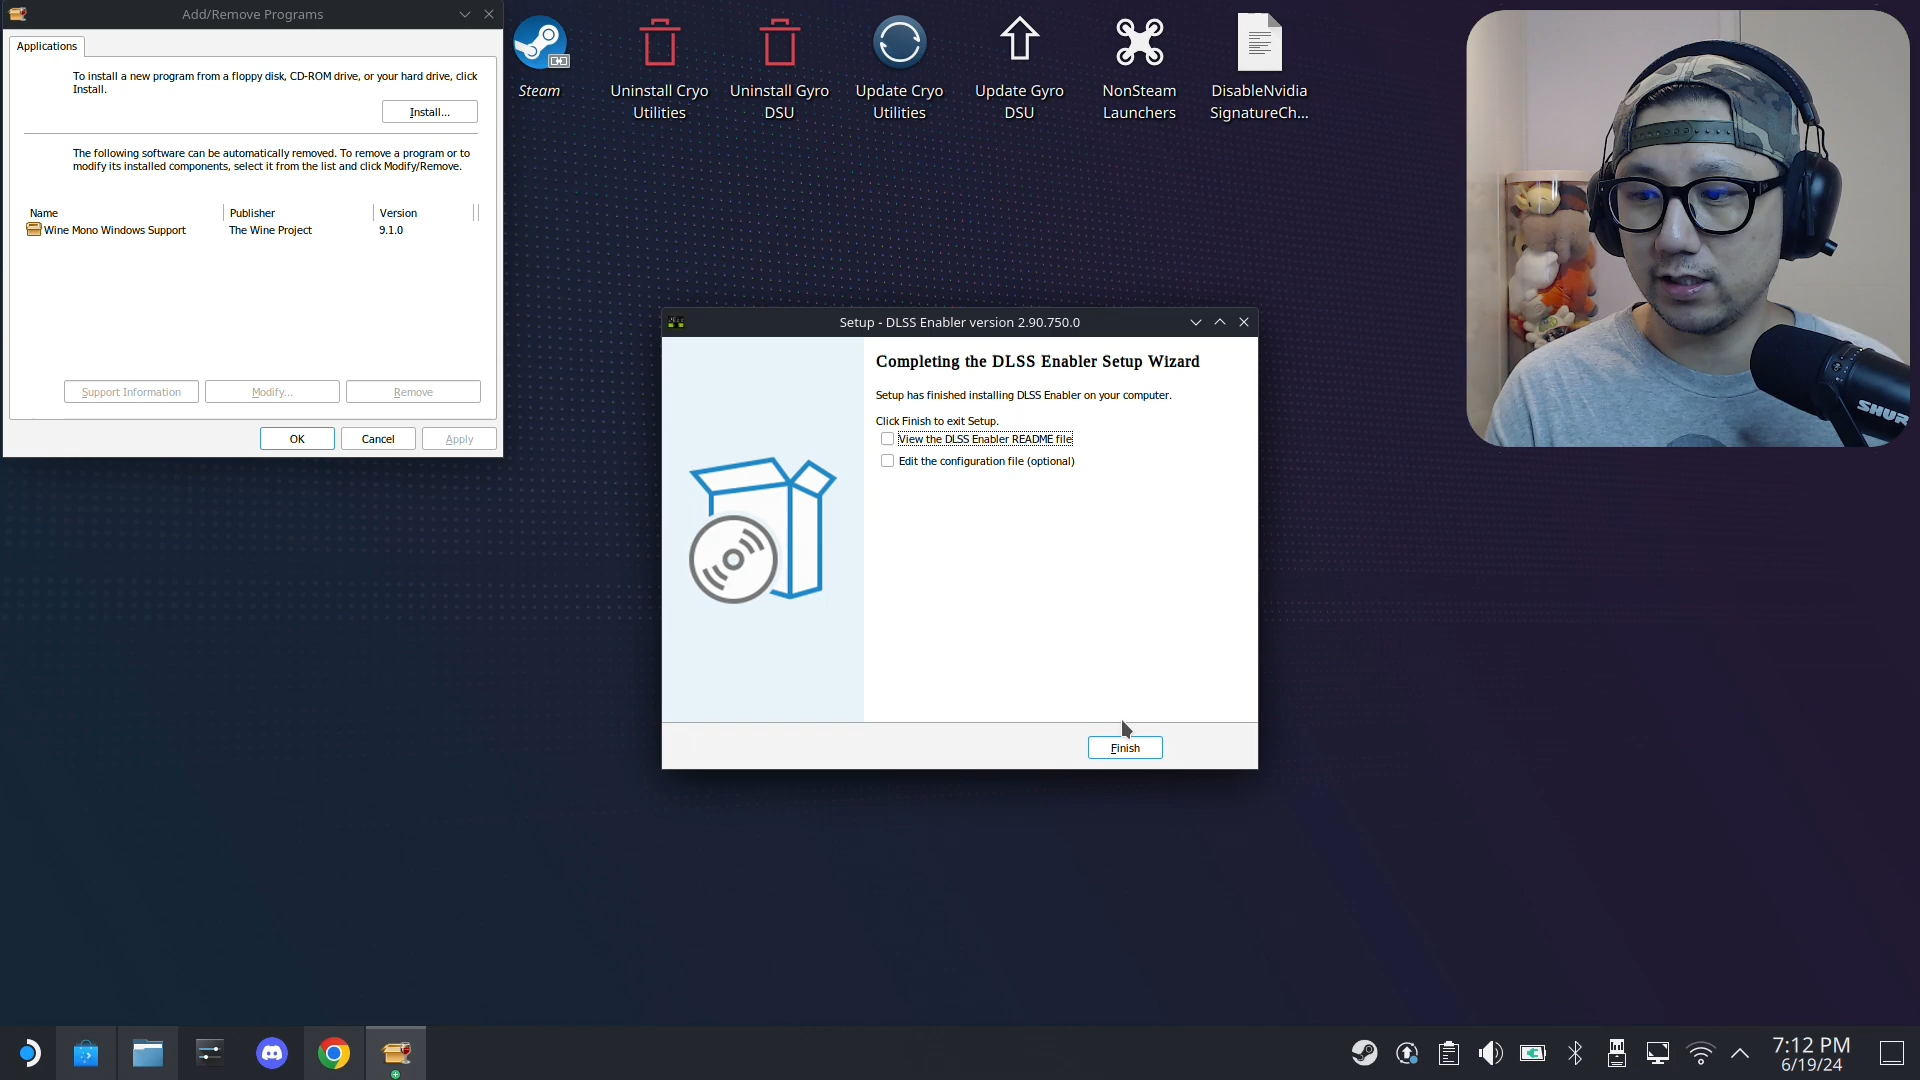 Add/Remove Programs
Applications
To install a new program from a floppy disk, CD-ROM drive, or your hard drive, click
Install.
Install...
The following software can be automatically removed. To remove a program or to
modify its installed components, select it from the list and click Modify/Remove.
Name Publisher Version
Wine Mono Windows Support The Wine Project 9.1.0
Support Information Modify... Remove
OK Cancel Apply
Steam
Uninstall Cryo
Utilities
Uninstall Gyro
DSU
Update Cryo
Utilities
Update Gyro
DSU
NonSteam
Launchers
DisableNvidia
SignatureCh...
SHURE
Setup - DLSS Enabler version 2.90.750.0
Completing the DLSS Enabler Setup Wizard
Setup has finished installing DLSS Enabler on your computer.
Click Finish to exit Setup.
View the DLSS Enabler README file
Edit the configuration file (optional)
Finish
7:12 PM
6/19/24